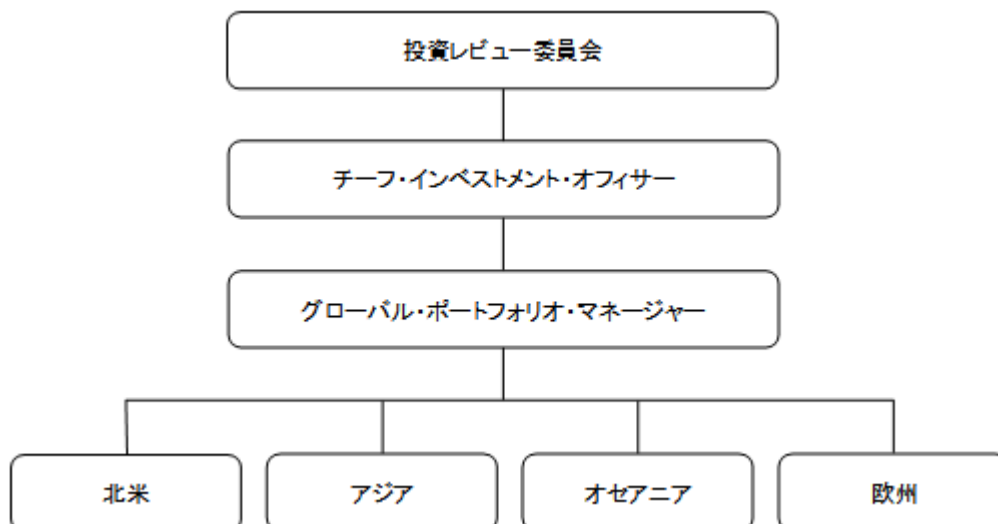 投資レビュー委員会
チーフ・インベストメント・オフィサー
グローバル・ポートフォリオ・マネージャー
北米
アジア
オセアニア
欧州